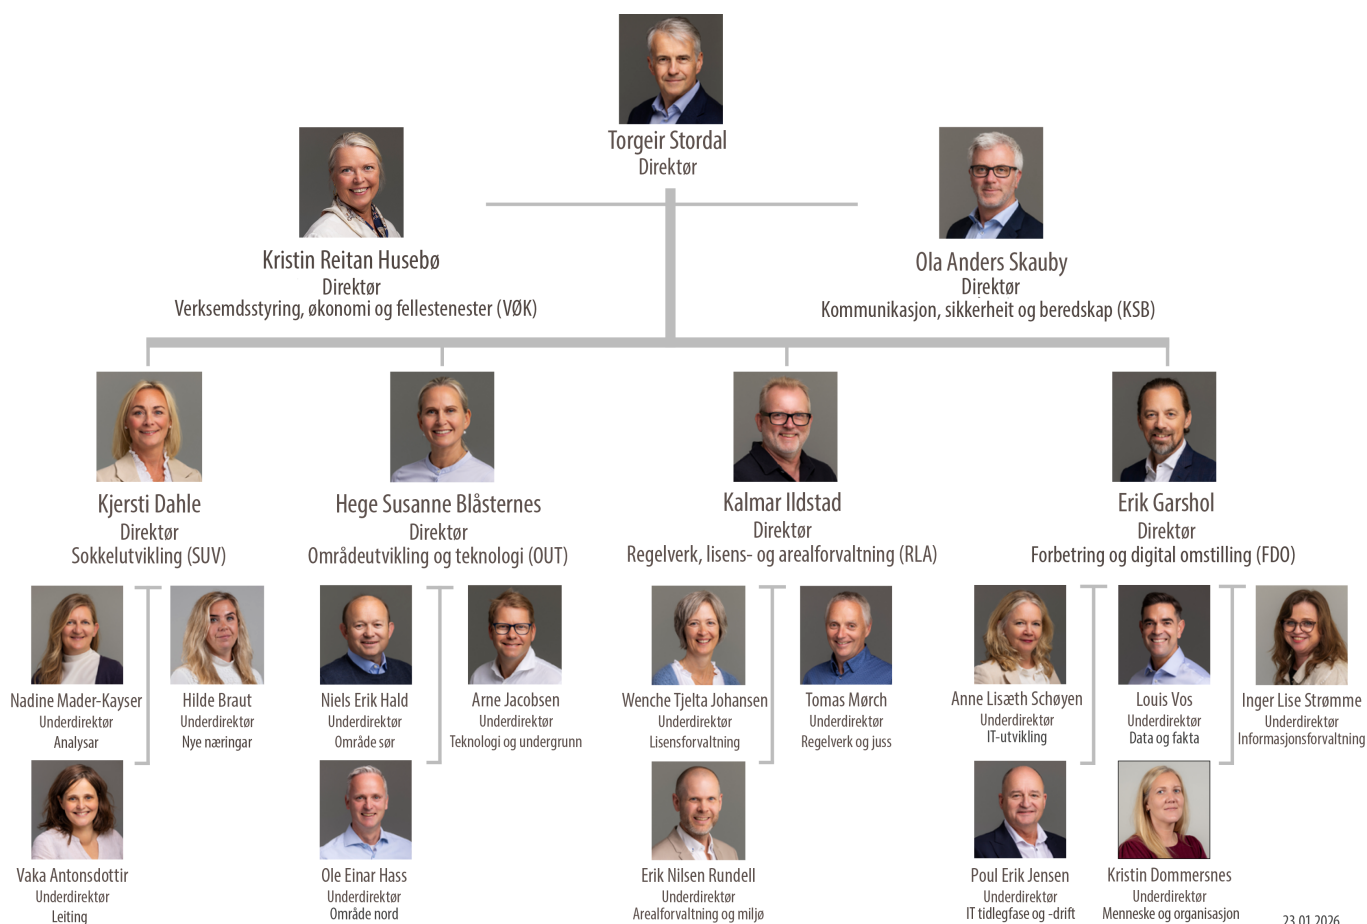 Torgeir Stordal
Direktør
Kristin Reitan Husebø
Direktør
Verksemdsstyring, økonomi og fellestenester (VØK)
Ola Anders Skauby
Direktør
Kommunikasjon, sikkerheit og beredskap (KSB)
Kjersti Dahle
Direktør
Sokkelutvikling (SUV)
Hege Susanne Blåsternes
Direktør
Områdeutvikling og teknologi (OUT)
Kalmar Ildstad
Direktør
Regelverk, lisens- og arealforvaltning (RLA)
Erik Garshol
Direktør
Forbetring og digital omstilling (FDO)
Nadine Mader-Kayser
Underdirektør
Analysar
Hilde Braut
Underdirektør
Nye næringar
Niels Erik Hald
Underdirektør
Område sør
Arne Jacobsen
Underdirektør
Teknologi og undergrunn
Wenche Tjelta Johansen
Underdirektør
Lisensforvaltning
Tomas Mørch
Underdirektør
Regelverk og juss
Anne Lisæth Schøyen
Underdirektør
IT-utvikling
Louis Vos
Underdirektør
Data og fakta
Inger Lise Strømme
Underdirektør
Informasjonsforvaltning
Vaka Antonsdottir
Underdirektør
Leiting
Ole Einar Hass
Underdirektør
Område nord
Erik Nilsen Rundell
Underdirektør
Arealforvaltning og miljø
Poul Erik Jensen
Underdirektør
IT tidlegfase og -drift
Kristin Dommersnes
Underdirektør
Menneske og organisasjon
23.01.2026